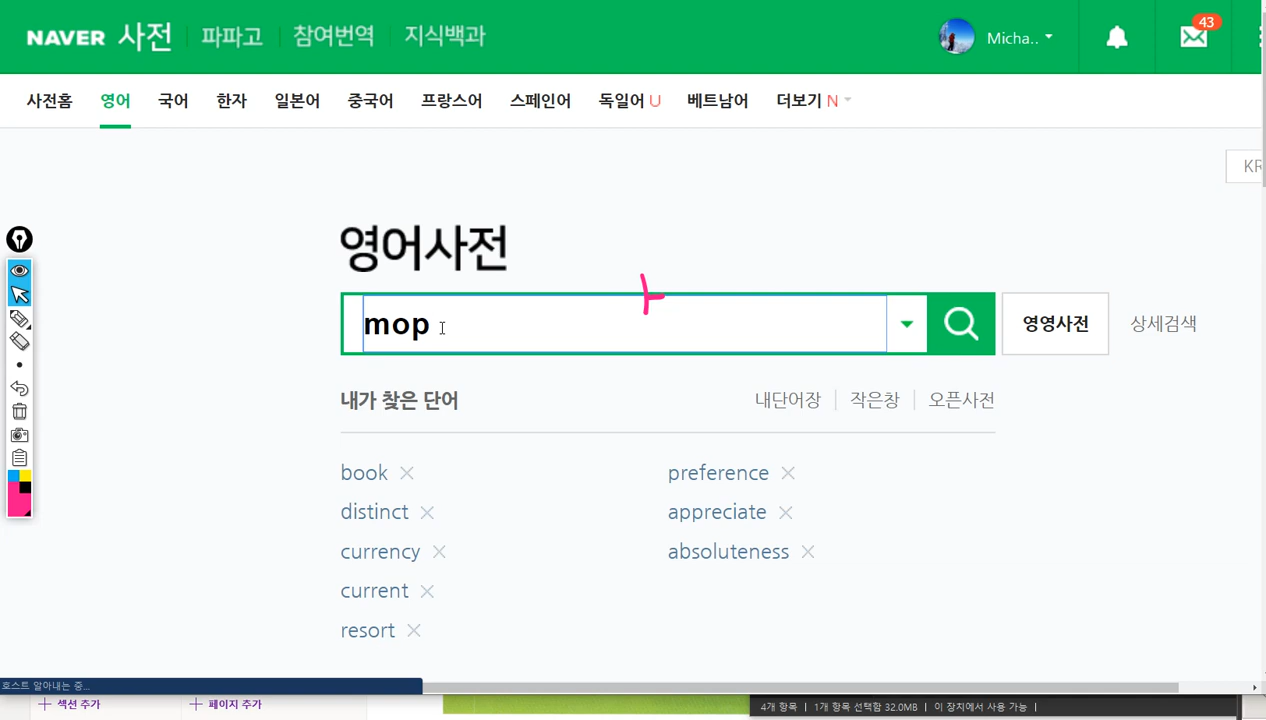 NAVER 사전 파파고 참여번역 지식백과 Micha.. 43
사전홈 영어 국어 한자 일본어 중국어 프랑스어 스페인어 독일어 U 베트남어 더보기 N
KR
영어사전
mop 영영사전 상세검색
내가 찾은 단어 내단어장 작은창 오픈사전
book preference
distinct appreciate
currency absoluteness
current
resort
호스트 알아내는 중...
섹션 추가 페이지 추가 4개 항목 | 1개 항목 선택함 32.0MB | 이 장치에서 사용 가능 |